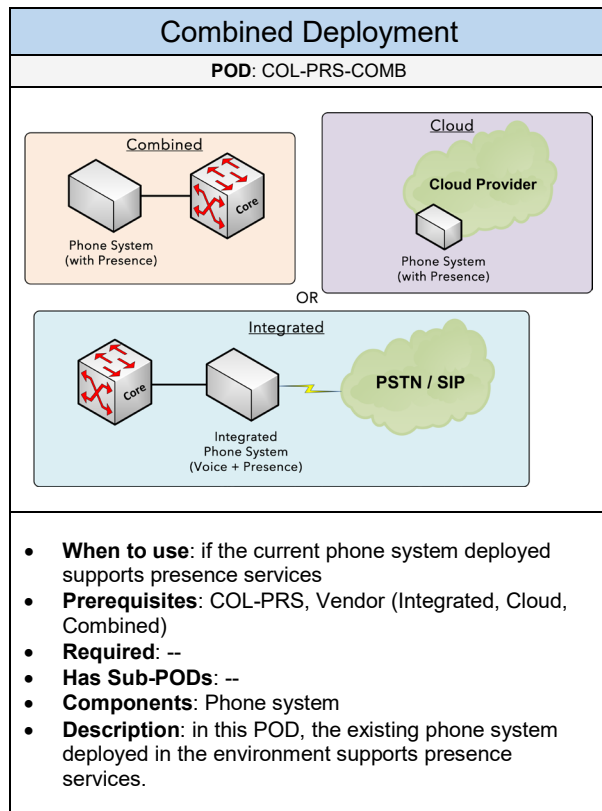 Combined Deployment
POD: COL-PRS-COMB
Combined
Core
Phone System
(with Presence)
Cloud
Cloud Provider
Phone System
(with Presence)
OR
Integrated
Core
PSTN / SIP
Integrated
Phone System
(Voice + Presence)
• When to use: if the current phone system deployed
supports presence services
• Prerequisites: COL-PRS, Vendor (Integrated, Cloud,
Combined)
• Required: --
• Has Sub-PODs: --
• Components: Phone system
• Description: in this POD, the existing phone system
deployed in the environment supports presence
services.